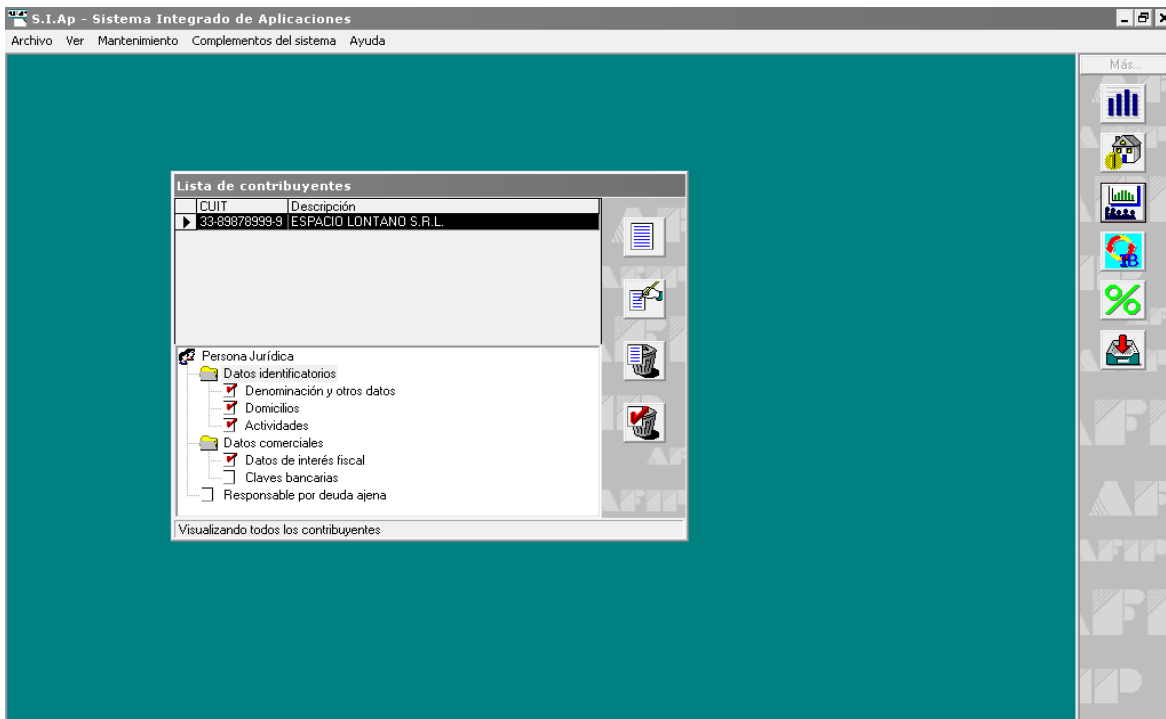 S.I.Ap - Sistema Integrado de Aplicaciones
Archivo Ver Mantenimiento Complementos del sistema Ayuda
Más...
Lista de contribuyentes
CUIT Descripción
33-89878999-9 ESPACIO LONTANO S.R.L.
Persona Jurídica
Datos identificatorios
Denominación y otros datos
Domicilios
Actividades
Datos comerciales
Datos de interés fiscal
Claves bancarias
Responsable por deuda ajena
Visualizando todos los contribuyentes
IB
%
AFIP